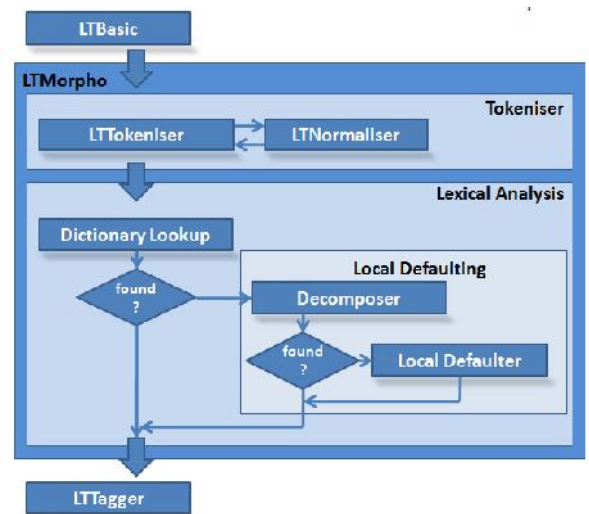 LTBasic
LTMorpho
Tokeniser
LTTokeniser
LTNormaliser
Lexical Analysis
Dictionary Lookup
Local Defaulting
found
?
Decomposer
found
?
Local Defaulter
LTTagger